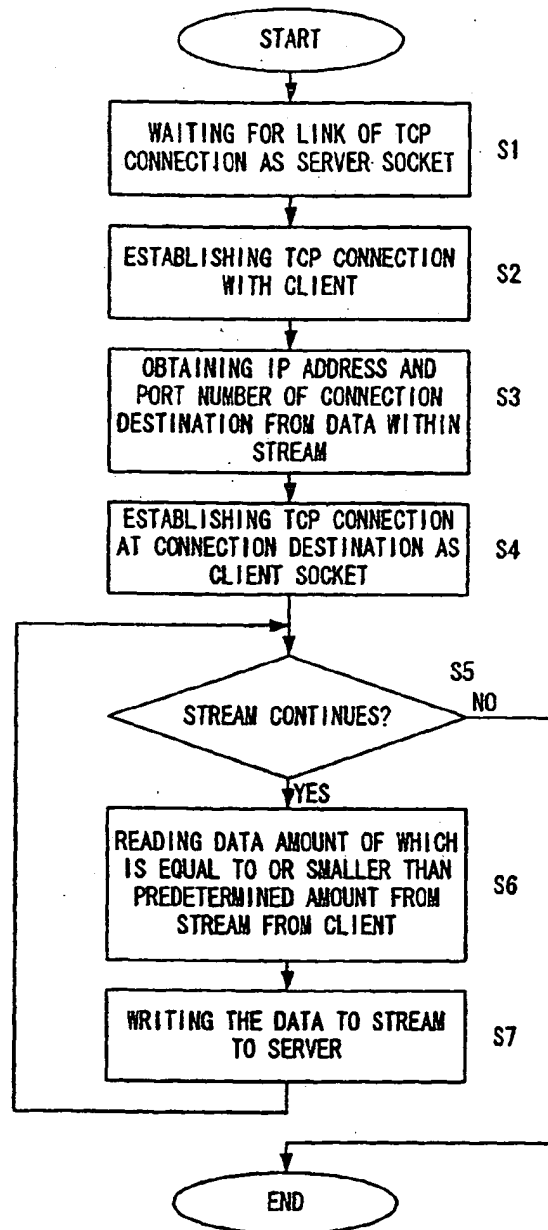 START
WAITING FOR LINK OF TCP
CONNECTION AS SERVER SOCKET
S1
ESTABLISHING TCP CONNECTION
WITH CLIENT
S2
OBTAINING IP ADDRESS AND
PORT NUMBER OF CONNECTION
DESTINATION FROM DATA WITHIN
STREAM
S3
ESTABLISHING TCP CONNECTION
AT CONNECTION DESTINATION AS
CLIENT SOCKET
S4
STREAM CONTINUES?
S5
NO
YES
READING DATA AMOUNT OF WHICH
IS EQUAL TO OR SMALLER THAN
PREDETERMINED AMOUNT FROM
STREAM FROM CLIENT
S6
WRITING THE DATA TO STREAM
TO SERVER
S7
END